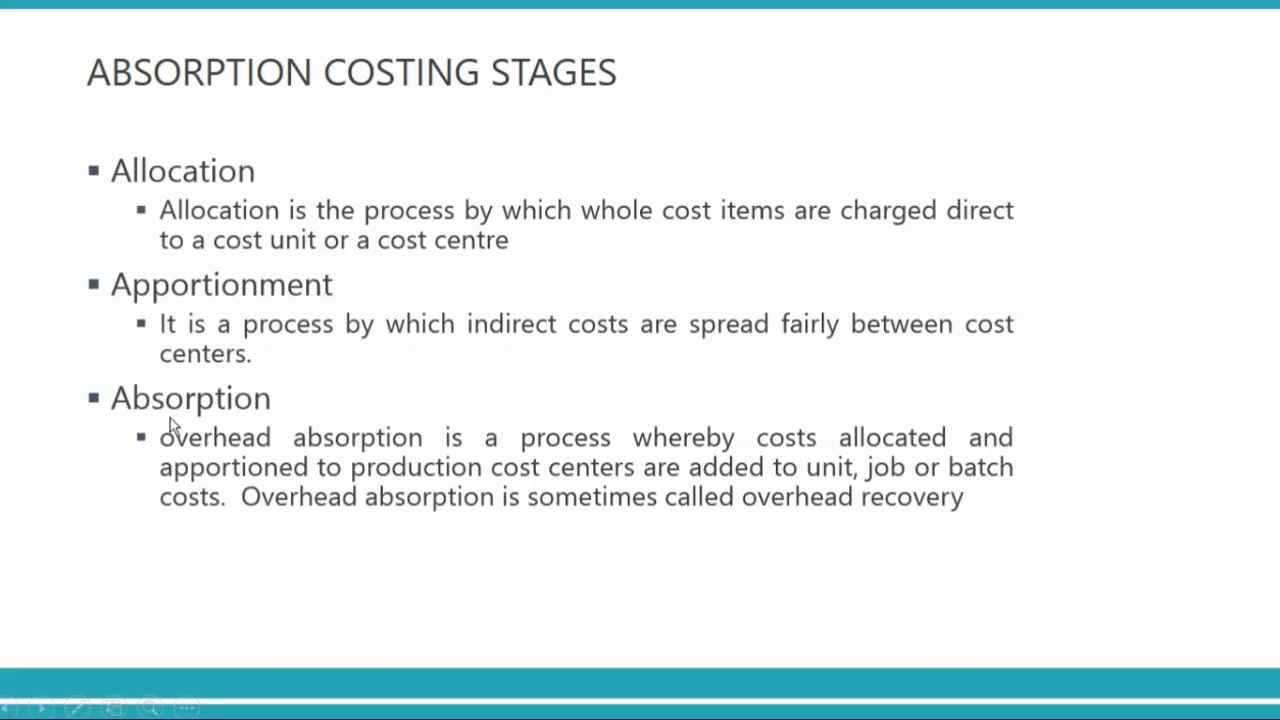 ABSORPTION COSTING STAGES
▪ Allocation
▪ Allocation is the process by which whole cost items are charged direct
to a cost unit or a cost centre
▪ Apportionment
▪ It is a process by which indirect costs are spread fairly between cost
centers.
▪ Absorption
▪ overhead absorption is a process whereby costs allocated and
apportioned to production cost centers are added to unit, job or batch
costs. Overhead absorption is sometimes called overhead recovery